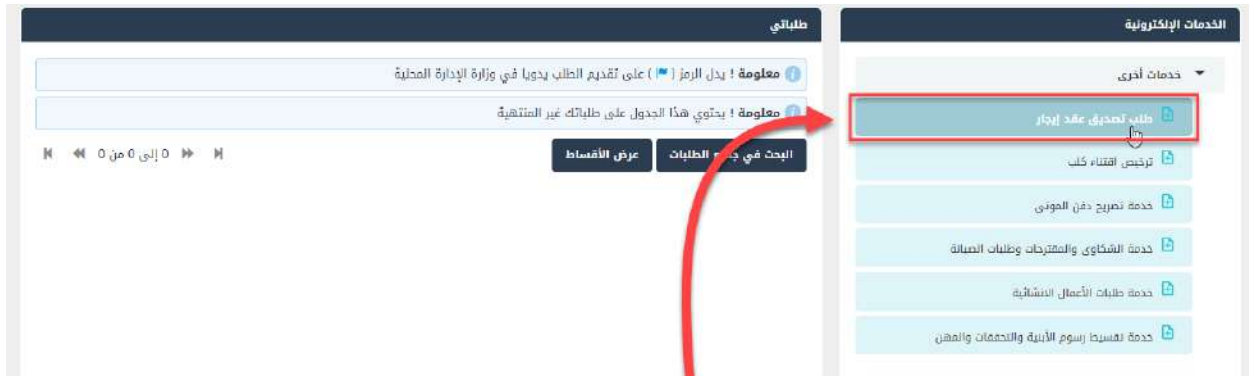 الخدمات الإلكترونية
خدمات أخرى
طلب تصديق عقد إيجار
ترخيص اقتناء كلب
خدمة تصريح دفن الموتى
خدمة الشكاوى والمقترحات وطلبات الصيانة
خدمة طلبات الأعمال الانشائية
خدمة تقسيط رسوم الأبنية والتحققات والمهن
طلباتي
معلومة ! يدل الرمز ( ) على تقديم الطلب يدويا في وزارة الإدارة المحلية
معلومة ! يحتوي هذا الجدول على طلباتك غير المنتهية
البحث في الطلبات
عرض الأقساط
0 إلى 0 من 0